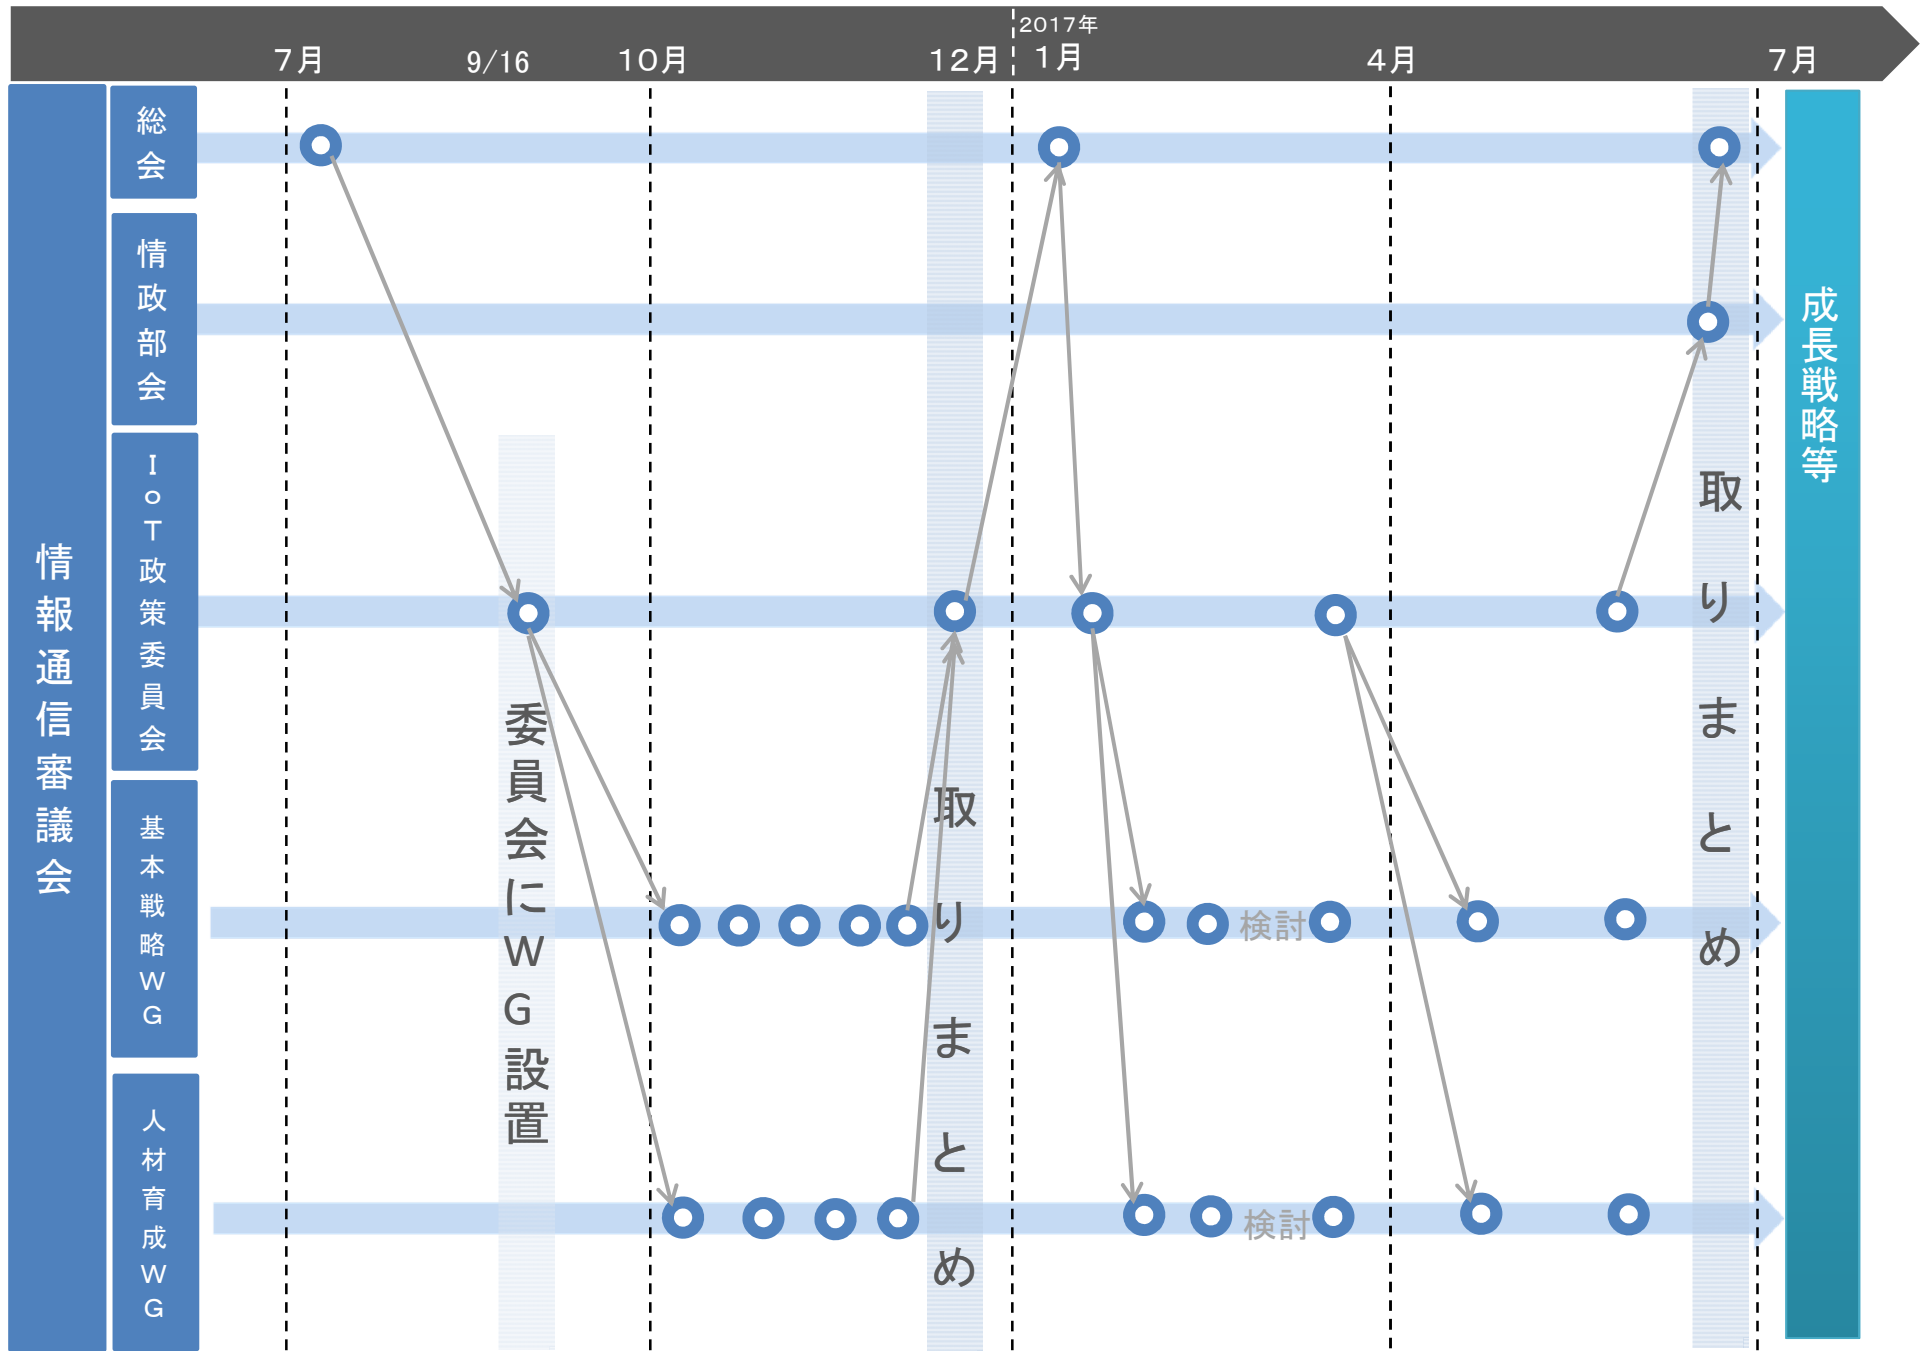 2017年
7月
9/16
10月
12月
1月
4月
7月
情報通信審議会
総会
情政部会
IoT政策委員会
基本戦略WG
人材育成WG
委員会にWG設置
取りまとめ
検討
検討
取りまとめ
成長戦略等